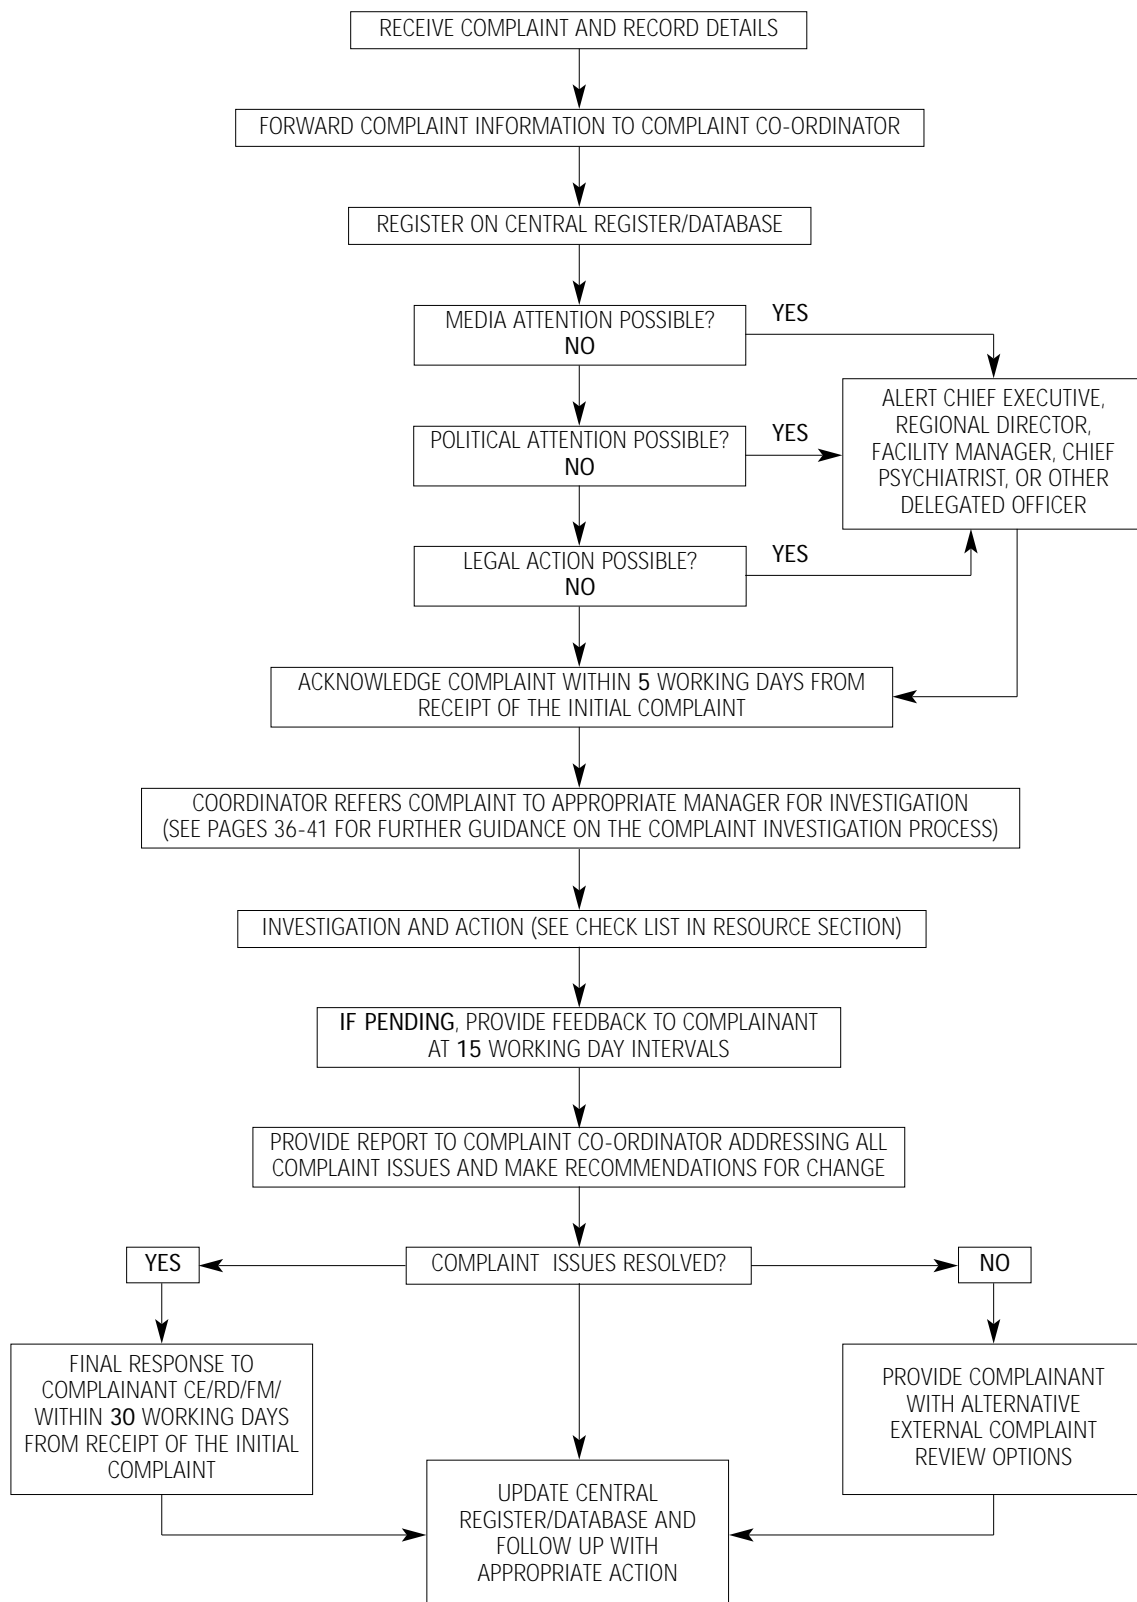 RECEIVE COMPLAINT AND RECORD DETAILS
FORWARD COMPLAINT INFORMATION TO COMPLAINT CO-ORDINATOR
REGISTER ON CENTRAL REGISTER/DATABASE
MEDIA ATTENTION POSSIBLE?
NO
YES
POLITICAL ATTENTION POSSIBLE?
NO
YES
LEGAL ACTION POSSIBLE?
NO
YES
ALERT CHIEF EXECUTIVE,
REGIONAL DIRECTOR,
FACILITY MANAGER, CHIEF
PSYCHIATRIST, OR OTHER
DELEGATED OFFICER
ACKNOWLEDGE COMPLAINT WITHIN 5 WORKING DAYS FROM
RECEIPT OF THE INITIAL COMPLAINT
COORDINATOR REFERS COMPLAINT TO APPROPRIATE MANAGER FOR INVESTIGATION
(SEE PAGES 36-41 FOR FURTHER GUIDANCE ON THE COMPLAINT INVESTIGATION PROCESS)
INVESTIGATION AND ACTION (SEE CHECK LIST IN RESOURCE SECTION)
IF PENDING, PROVIDE FEEDBACK TO COMPLAINANT
AT 15 WORKING DAY INTERVALS
PROVIDE REPORT TO COMPLAINT CO-ORDINATOR ADDRESSING ALL
COMPLAINT ISSUES AND MAKE RECOMMENDATIONS FOR CHANGE
COMPLAINT ISSUES RESOLVED?
YES
NO
FINAL RESPONSE TO
COMPLAINANT CE/RD/FM/
WITHIN 30 WORKING DAYS
FROM RECEIPT OF THE INITIAL
COMPLAINT
PROVIDE COMPLAINANT
WITH ALTERNATIVE
EXTERNAL COMPLAINT
REVIEW OPTIONS
UPDATE CENTRAL
REGISTER/DATABASE AND
FOLLOW UP WITH
APPROPRIATE ACTION